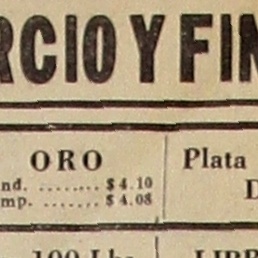 RCIO Y FIN
ORO
nd. ........ $ 4.10
mp. ....... $ 4.08
Plata
D
100 Lbs
LIBR